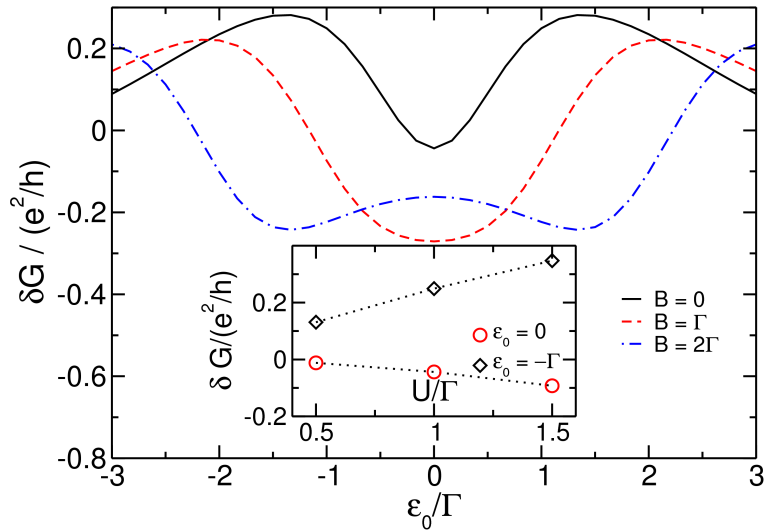 δG / (e²/h)
0.2
0
-0.2
-0.4
-0.6
-0.8
-3
-2
-1
0
1
2
3
ε₀/Γ
B = 0
B = Γ
B = 2Γ
δ G/(e²/h)
0.2
0
-0.2
0.5
1
1.5
U/Γ
ε₀ = 0
ε₀ = −Γ